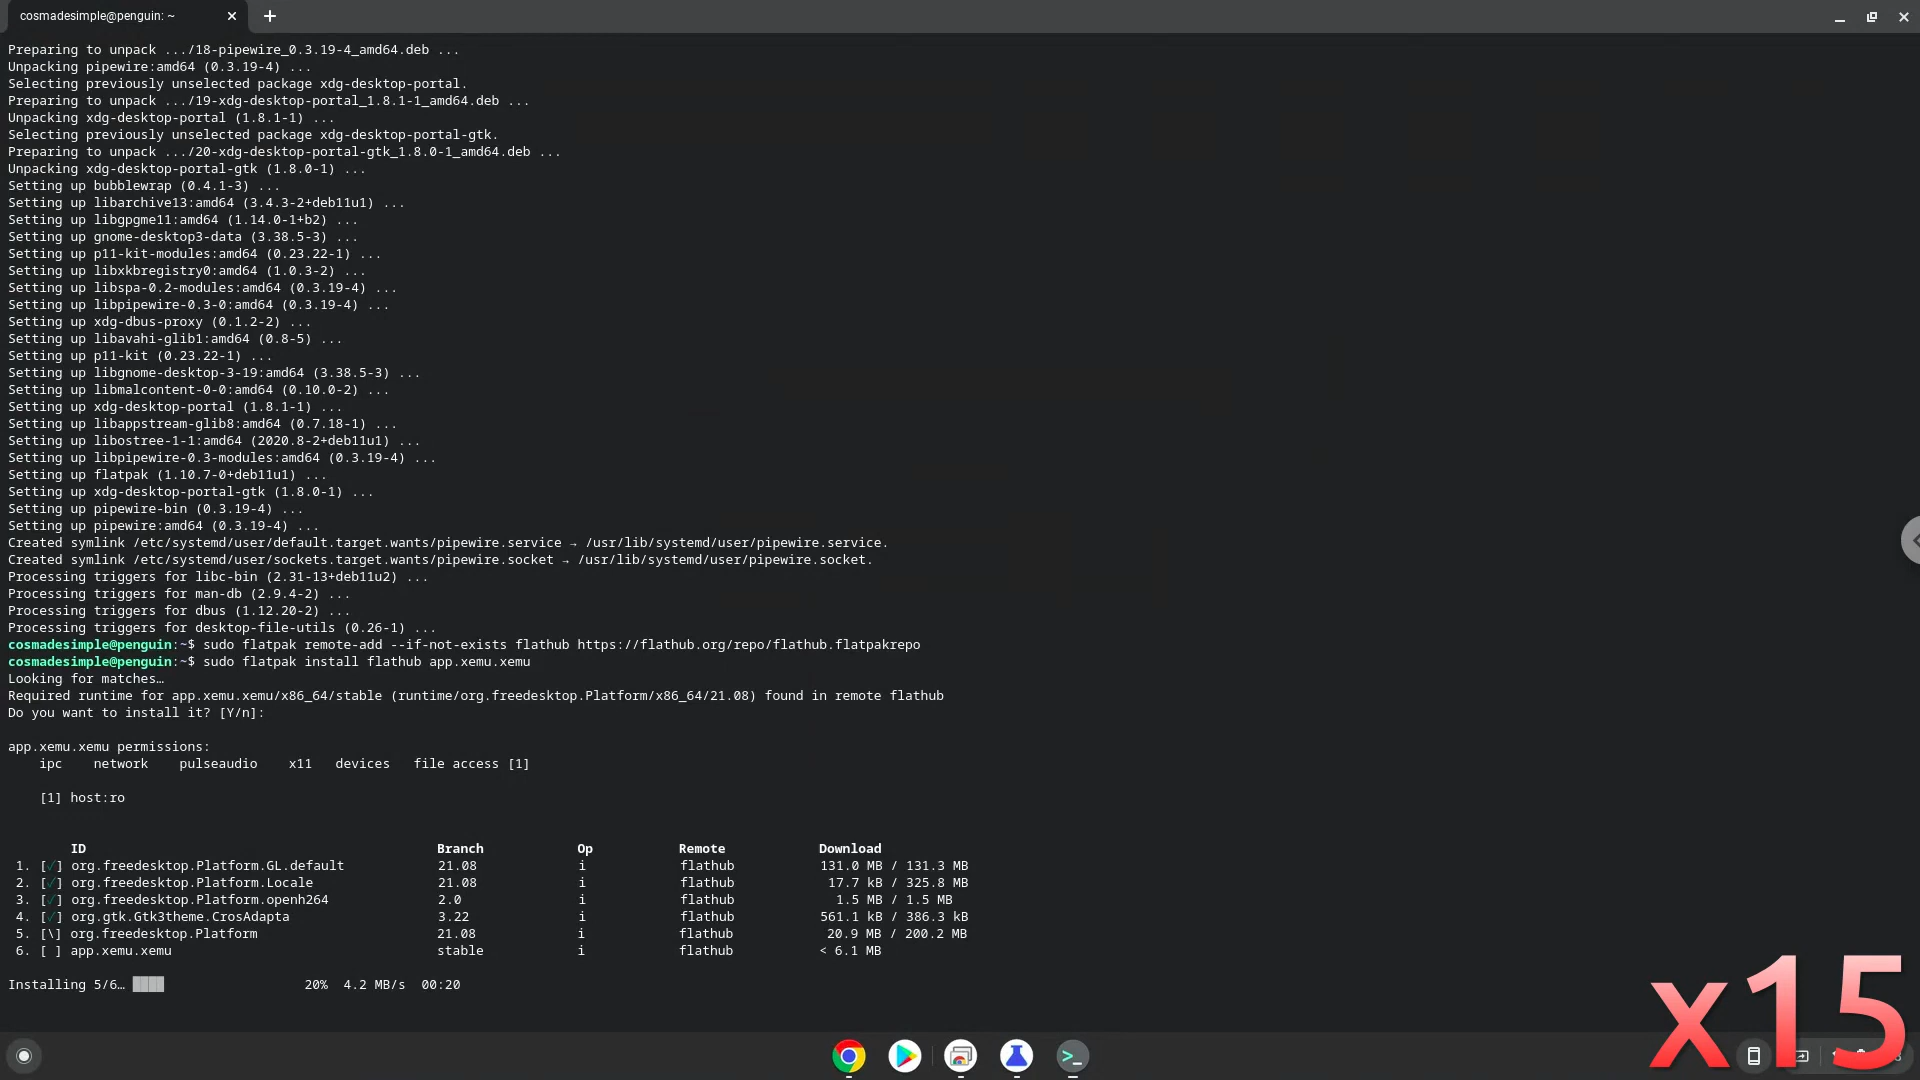 cosmadesimple@penguin: ~
Preparing to unpack .../18-pipewire_0.3.19-4_amd64.deb ...
Unpacking pipewire:amd64 (0.3.19-4) ...
Selecting previously unselected package xdg-desktop-portal.
Preparing to unpack .../19-xdg-desktop-portal_1.8.1-1_amd64.deb ...
Unpacking xdg-desktop-portal (1.8.1-1) ...
Selecting previously unselected package xdg-desktop-portal-gtk.
Preparing to unpack .../20-xdg-desktop-portal-gtk_1.8.0-1_amd64.deb ...
Unpacking xdg-desktop-portal-gtk (1.8.0-1) ...
Setting up bubblewrap (0.4.1-3) ...
Setting up libarchive13:amd64 (3.4.3-2+deb11u1) ...
Setting up libgpgme11:amd64 (1.14.0-1+b2) ...
Setting up gnome-desktop3-data (3.38.5-3) ...
Setting up p11-kit-modules:amd64 (0.23.22-1) ...
Setting up libxkbregistry0:amd64 (1.0.3-2) ...
Setting up libspa-0.2-modules:amd64 (0.3.19-4) ...
Setting up libpipewire-0.3-0:amd64 (0.3.19-4) ...
Setting up xdg-dbus-proxy (0.1.2-2) ...
Setting up libavahi-glib1:amd64 (0.8-5) ...
Setting up p11-kit (0.23.22-1) ...
Setting up libgnome-desktop-3-19:amd64 (3.38.5-3) ...
Setting up libmalcontent-0-0:amd64 (0.10.0-2) ...
Setting up xdg-desktop-portal (1.8.1-1) ...
Setting up libappstream-glib8:amd64 (0.7.18-1) ...
Setting up libostree-1-1:amd64 (2020.8-2+deb11u1) ...
Setting up libpipewire-0.3-modules:amd64 (0.3.19-4) ...
Setting up flatpak (1.10.7-0+deb11u1) ...
Setting up xdg-desktop-portal-gtk (1.8.0-1) ...
Setting up pipewire-bin (0.3.19-4) ...
Setting up pipewire:amd64 (0.3.19-4) ...
Created symlink /etc/systemd/user/default.target.wants/pipewire.service → /usr/lib/systemd/user/pipewire.service.
Created symlink /etc/systemd/user/sockets.target.wants/pipewire.socket → /usr/lib/systemd/user/pipewire.socket.
Processing triggers for libc-bin (2.31-13+deb11u2) ...
Processing triggers for man-db (2.9.4-2) ...
Processing triggers for dbus (1.12.20-2) ...
Processing triggers for desktop-file-utils (0.26-1) ...
cosmadesimple@penguin:~$ sudo flatpak remote-add --if-not-exists flathub https://flathub.org/repo/flathub.flatpakrepo
cosmadesimple@penguin:~$ sudo flatpak install flathub app.xemu.xemu
Looking for matches…
Required runtime for app.xemu.xemu/x86_64/stable (runtime/org.freedesktop.Platform/x86_64/21.08) found in remote flathub
Do you want to install it? [Y/n]:
app.xemu.xemu permissions:
ipc network pulseaudio x11 devices file access [1]
[1] host:ro
ID Branch Op Remote Download
1. [✓] org.freedesktop.Platform.GL.default 21.08 i flathub 131.0 MB / 131.3 MB
2. [✓] org.freedesktop.Platform.Locale 21.08 i flathub 17.7 kB / 325.8 MB
3. [✓] org.freedesktop.Platform.openh264 2.0 i flathub 1.5 MB / 1.5 MB
4. [✓] org.gtk.Gtk3theme.CrosAdapta 3.22 i flathub 561.1 kB / 386.3 kB
5. [\] org.freedesktop.Platform 21.08 i flathub 20.9 MB / 200.2 MB
6. [ ] app.xemu.xemu stable i flathub < 6.1 MB
Installing 5/6… ████ 20% 4.2 MB/s 00:20
x15